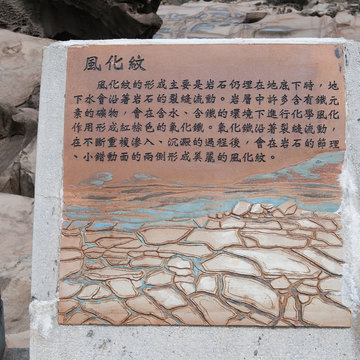 風化紋
風化紋的形成主要是岩石仍埋在地底下時，地
下水會沿著岩石的裂縫流動。岩層中許多含有鐵元
素的礦物，會在含水、含鐵的環境下進行化學風化
作用形成紅棕色的氧化鐵。氧化鐵沿著裂縫流動，
在不斷重複滲入、沉澱的過程後，會在岩石的節理
、小錯動面的兩側形成美麗的風化紋。